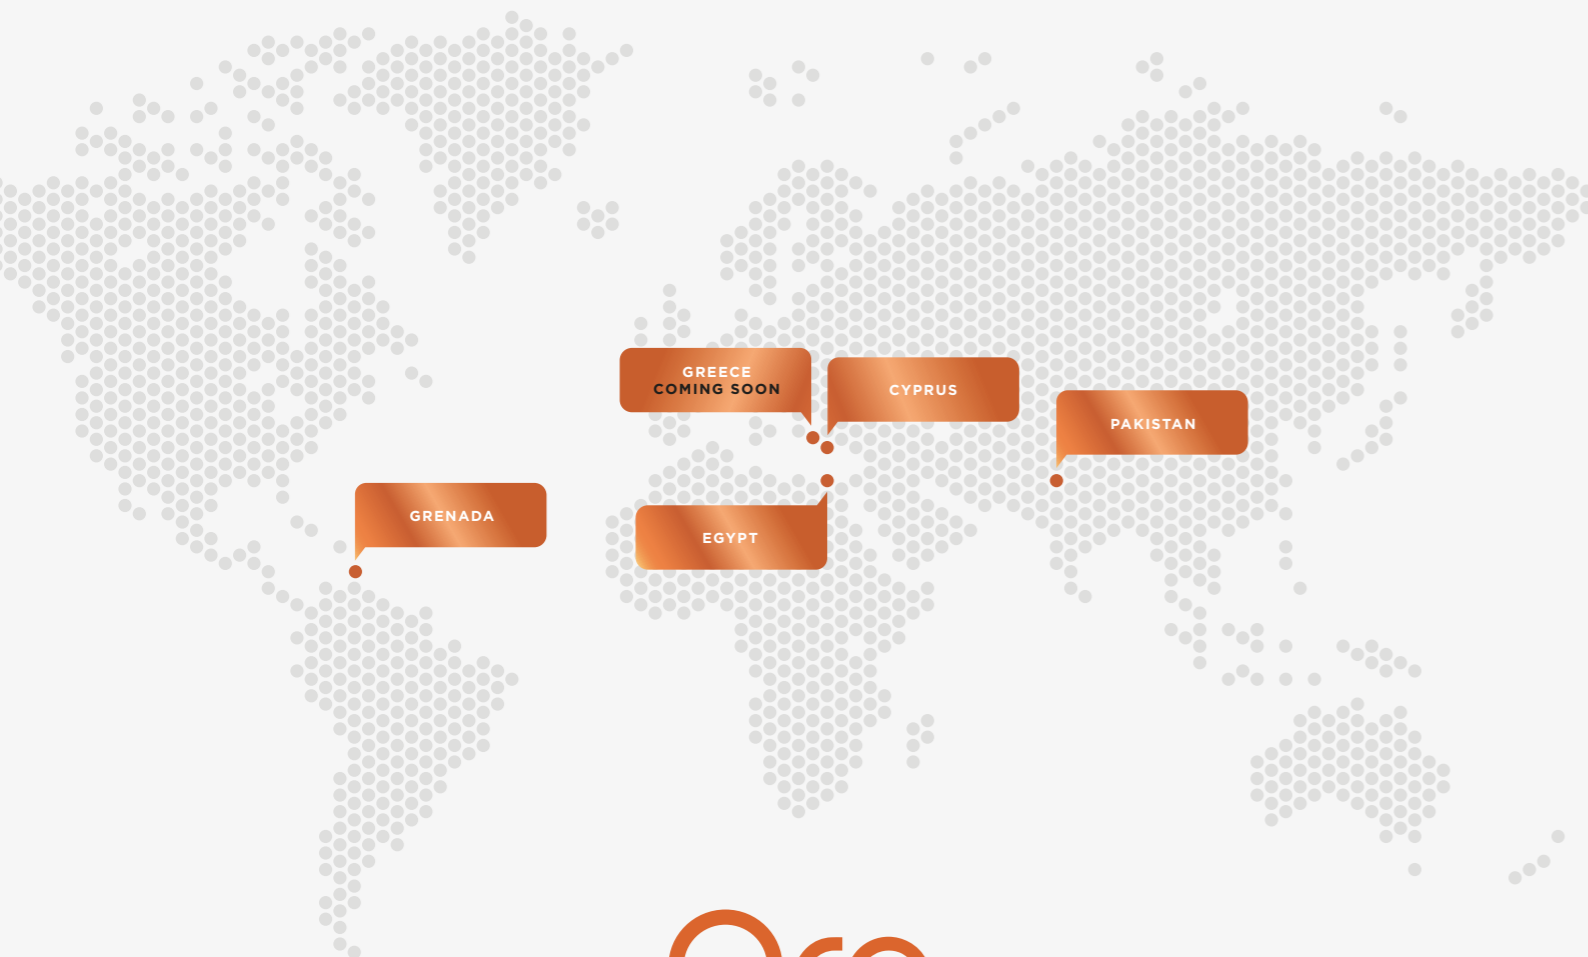 GREECE
COMING SOON
CYPRUS
PAKISTAN
GRENADA
EGYPT